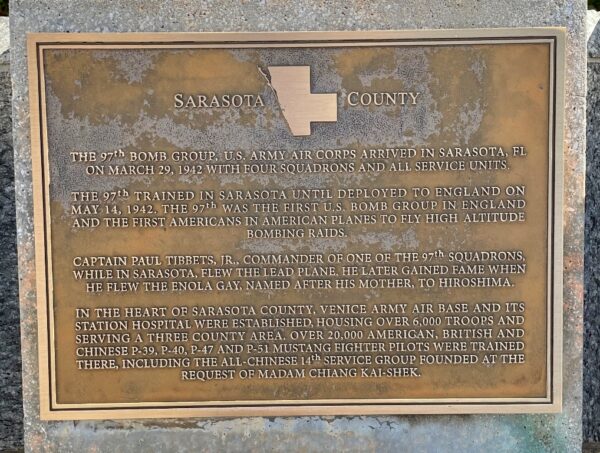 SARASOTA COUNTY
THE 97th BOMB GROUP, U.S. ARMY AIR CORPS ARRIVED IN SARASOTA, FL
ON MARCH 29, 1942 WITH FOUR SQUADRONS AND ALL SERVICE UNITS.
THE 97th TRAINED IN SARASOTA UNTIL DEPLOYED TO ENGLAND ON
MAY 14, 1942. THE 97th WAS THE FIRST U.S. BOMB GROUP IN ENGLAND
AND THE FIRST AMERICANS IN AMERICAN PLANES TO FLY HIGH ALTITUDE
BOMBING RAIDS.
CAPTAIN PAUL TIBBETS, JR., COMMANDER OF ONE OF THE 97th SQUADRONS,
WHILE IN SARASOTA, FLEW THE LEAD PLANE. HE LATER GAINED FAME WHEN
HE FLEW THE ENOLA GAY, NAMED AFTER HIS MOTHER, TO HIROSHIMA.
IN THE HEART OF SARASOTA COUNTY, VENICE ARMY AIR BASE AND ITS
STATION HOSPITAL WERE ESTABLISHED, HOUSING OVER 6,000 TROOPS AND
SERVING A THREE COUNTY AREA. OVER 20,000 AMERICAN, BRITISH AND
CHINESE P-39, P-40, P-47 AND P-51 MUSTANG FIGHTER PILOTS WERE TRAINED
THERE, INCLUDING THE ALL-CHINESE 14th SERVICE GROUP FOUNDED AT THE
REQUEST OF MADAM CHIANG KAI-SHEK.